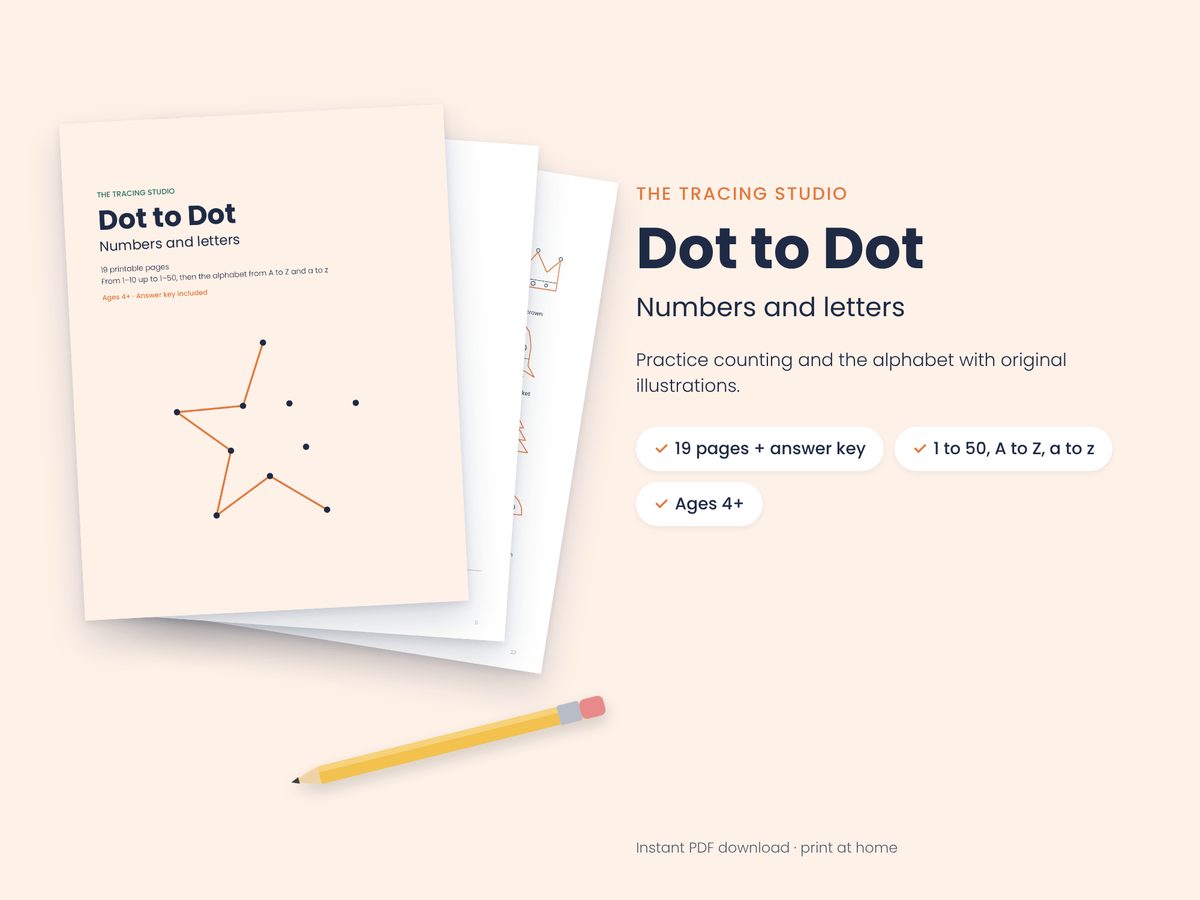 THE TRACING STUDIO
Dot to Dot
Numbers and letters
19 printable pages
From 1–10 up to 1–50, then the alphabet from A to Z and a to z
Ages 4+ · Answer key included
THE TRACING STUDIO
Dot to Dot
Numbers and letters
Practice counting and the alphabet with original
illustrations.
19 pages + answer key
1 to 50, A to Z, a to z
Ages 4+
Instant PDF download · print at home